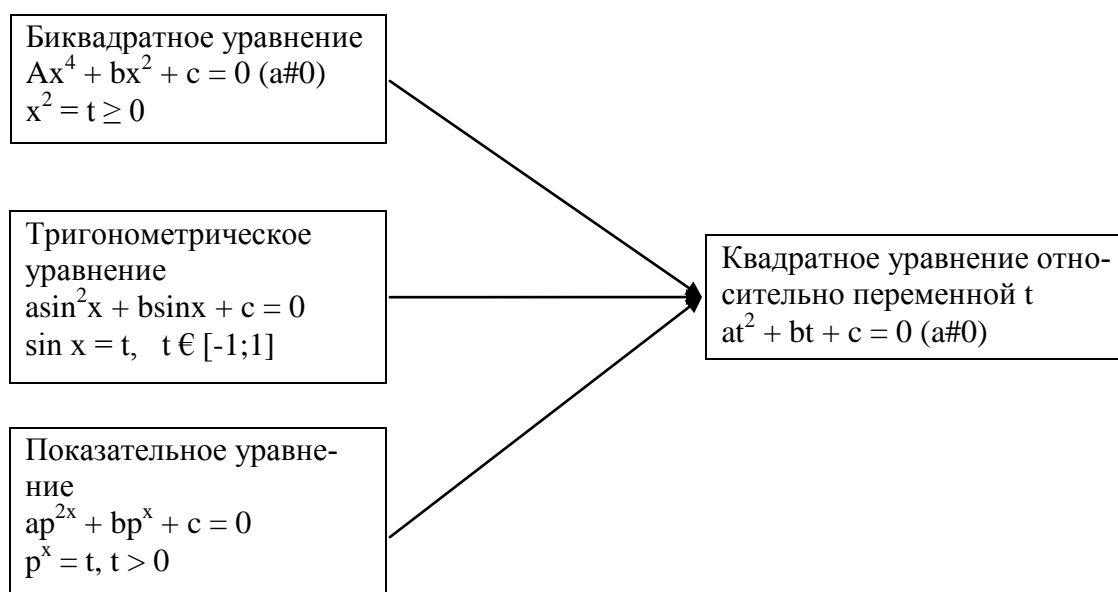 Биквадратное уравнение
Ax⁴ + bx² + c = 0 (a#0)
x² = t ≥ 0
Тригонометрическое
уравнение
asin²x + bsinx + c = 0
sin x = t, t € [-1;1]
Показательное уравне-
ние
ap²ˣ + bpˣ + c = 0
pˣ = t, t > 0
Квадратное уравнение отно-
сительно переменной t
at² + bt + c = 0 (a#0)